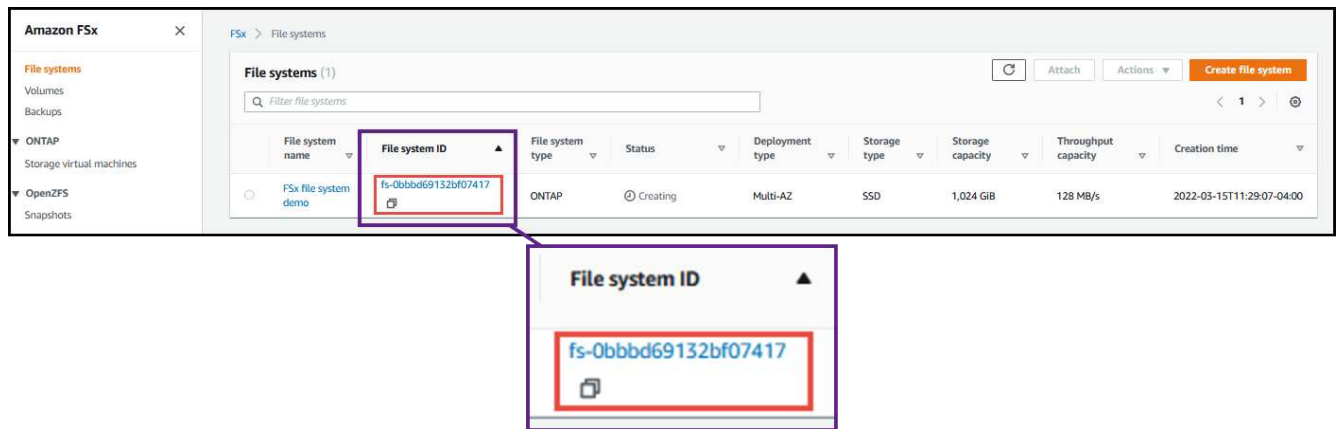 Amazon FSx
File systems
Volumes
Backups
ONTAP
Storage virtual machines
OpenZFS
Snapshots
FSx > File systems
File systems (1)
Attach
Actions
Create file system
Filter file systems
< 1 >
File system name
File system ID
File system type
Status
Deployment type
Storage type
Storage capacity
Throughput capacity
Creation time
FSx file system demo
fs-0bbbd69132bf07417
ONTAP
Creating
Multi-AZ
SSD
1,024 GiB
128 MB/s
2022-03-15T11:29:07-04:00
File system ID
fs-0bbbd69132bf07417